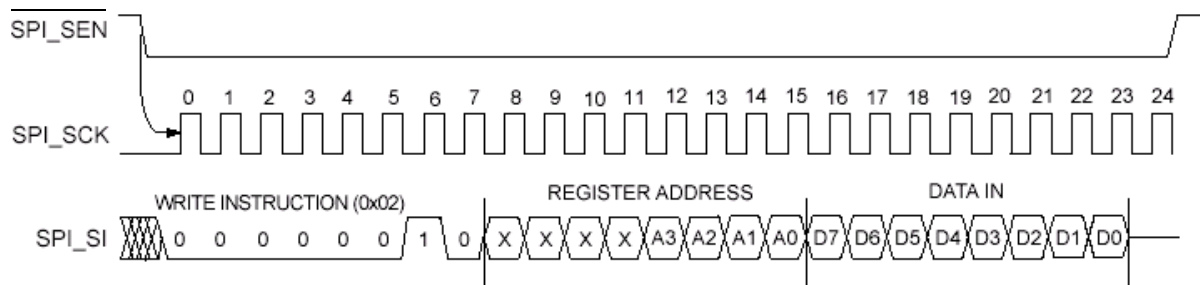 SPI_SEN
0 1 2 3 4 5 6 7 8 9 10 11 12 13 14 15 16 17 18 19 20 21 22 23 24
SPI_SCK
WRITE INSTRUCTION (0x02) REGISTER ADDRESS DATA IN
SPI_SI 0 0 0 0 0 0 1 0 X X X X A3 A2 A1 A0 D7 D6 D5 D4 D3 D2 D1 D0